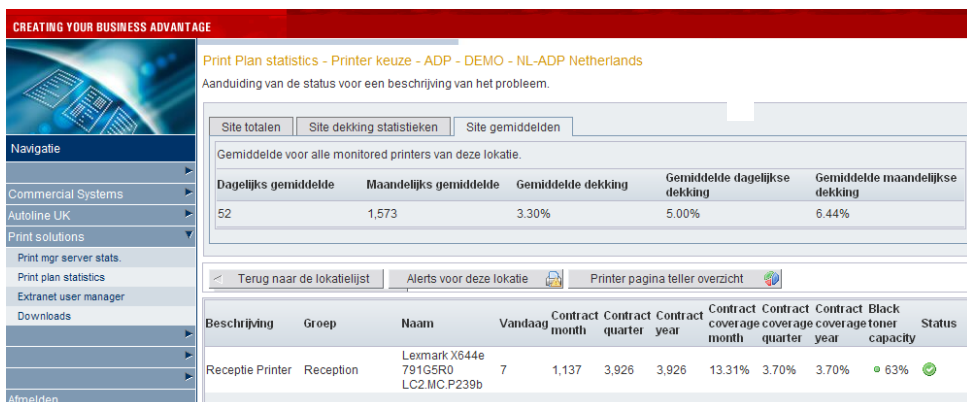 CREATING YOUR BUSINESS ADVANTAGE
Navigatie
Commercial Systems
Autoline UK
Print solutions
Print mgr server stats.
Print plan statistics
Extranet user manager
Downloads
Afmelden
Print Plan statistics - Printer keuze - ADP - DEMO - NL-ADP Netherlands
Aanduiding van de status voor een beschrijving van het probleem.
Site totalen Site dekking statistieken Site gemiddelden
Gemiddelde voor alle monitored printers van deze lokatie.
Dagelijks gemiddelde Maandelijks gemiddelde Gemiddelde dekking Gemiddelde dagelijkse dekking Gemiddelde maandelijkse dekking
52 1,573 3.30% 5.00% 6.44%
Terug naar de lokatielijst Alerts voor deze lokatie Printer pagina teller overzicht
Beschrijving Groep Naam Vandaag Contract month Contract quarter Contract year Contract coverage month Contract coverage quarter Contract coverage year Black toner capacity Status
Receptie Printer Reception Lexmark X644e 791G5R0 LC2.MC.P239b 7 1,137 3,926 3,926 13.31% 3.70% 3.70% 63%